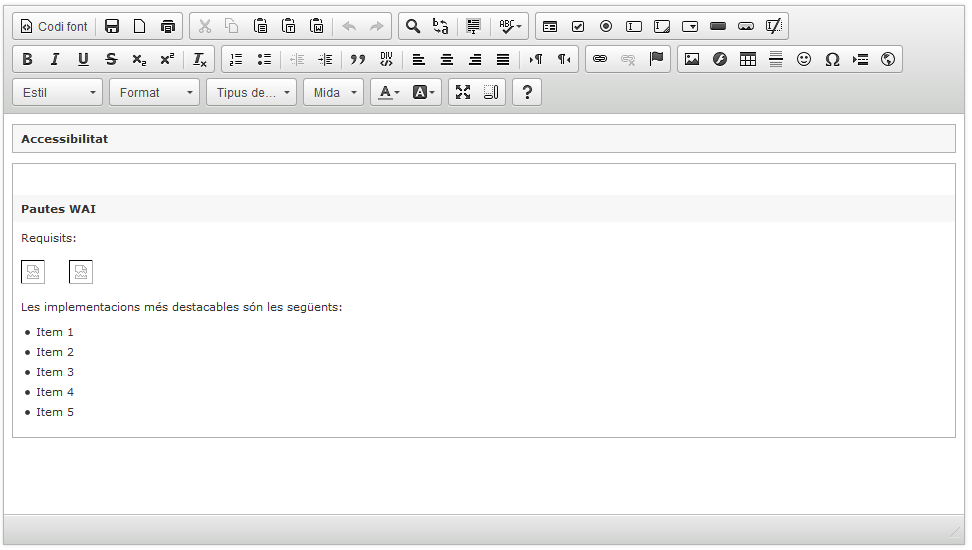 Codi font
Estil Format Tipus de... Mida A A ?
Accessibilitat
Pautes WAI
Requisits:
Les implementacions més destacables són les següents:
Item 1
Item 2
Item 3
Item 4
Item 5